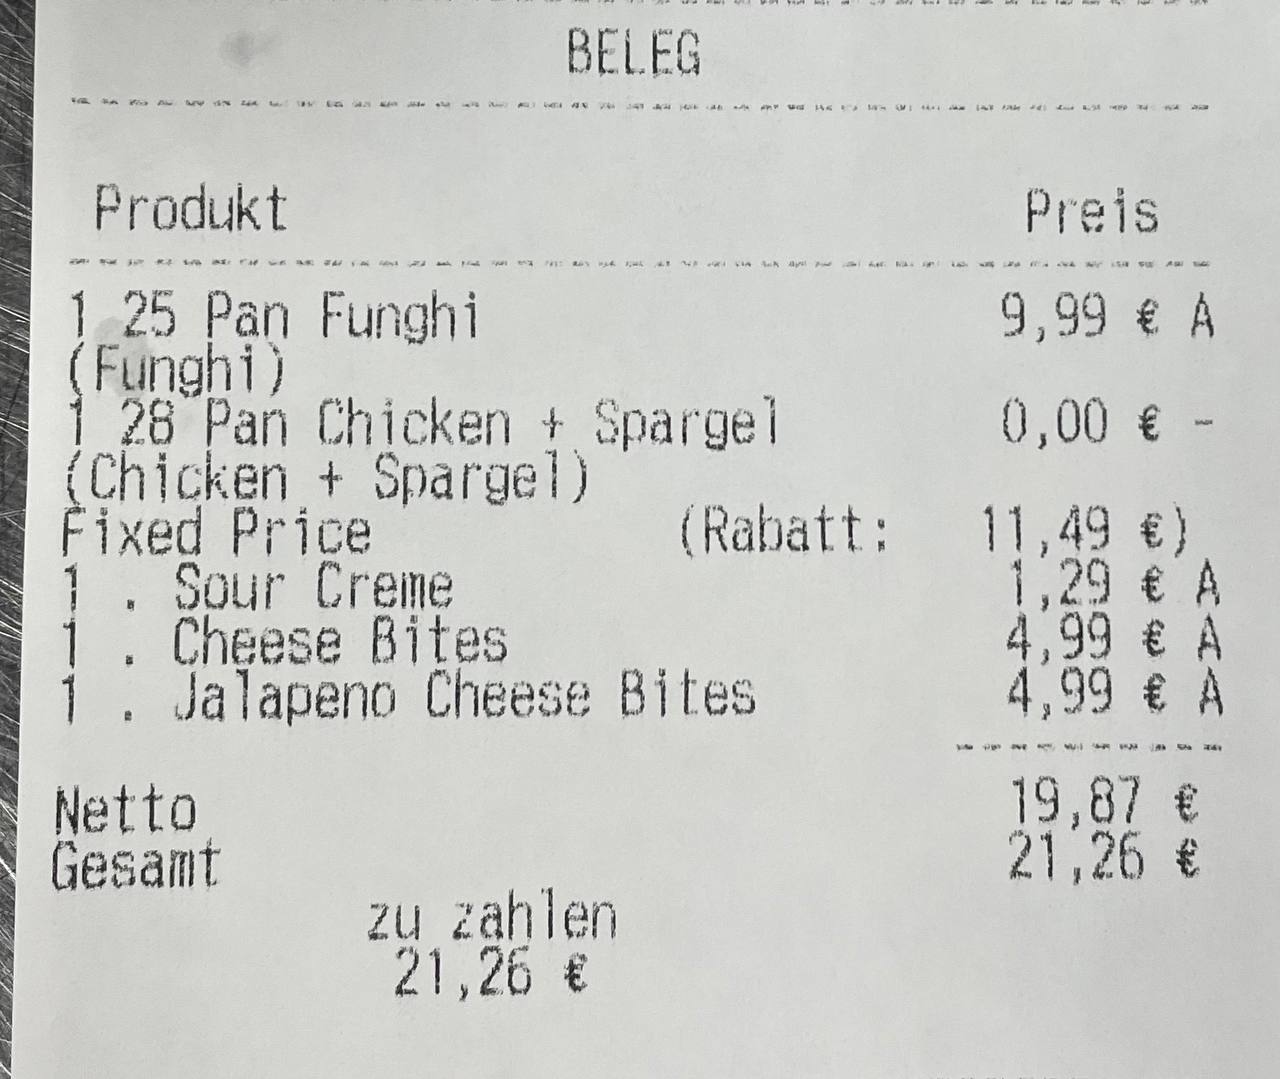 BELEG
Produkt Preis
1 25 Pan Funghi 9,99 € A
(Funghi)
1 28 Pan Chicken + Spargel 0,00 € -
(Chicken + Spargel)
Fixed Price (Rabatt: 11,49 €)
1 . Sour Creme 1,29 € A
1 . Cheese Bites 4,99 € A
1 . Jalapeno Cheese Bites 4,99 € A
Netto 19,87 €
Gesamt 21,26 €
zu zahlen
21,26 €